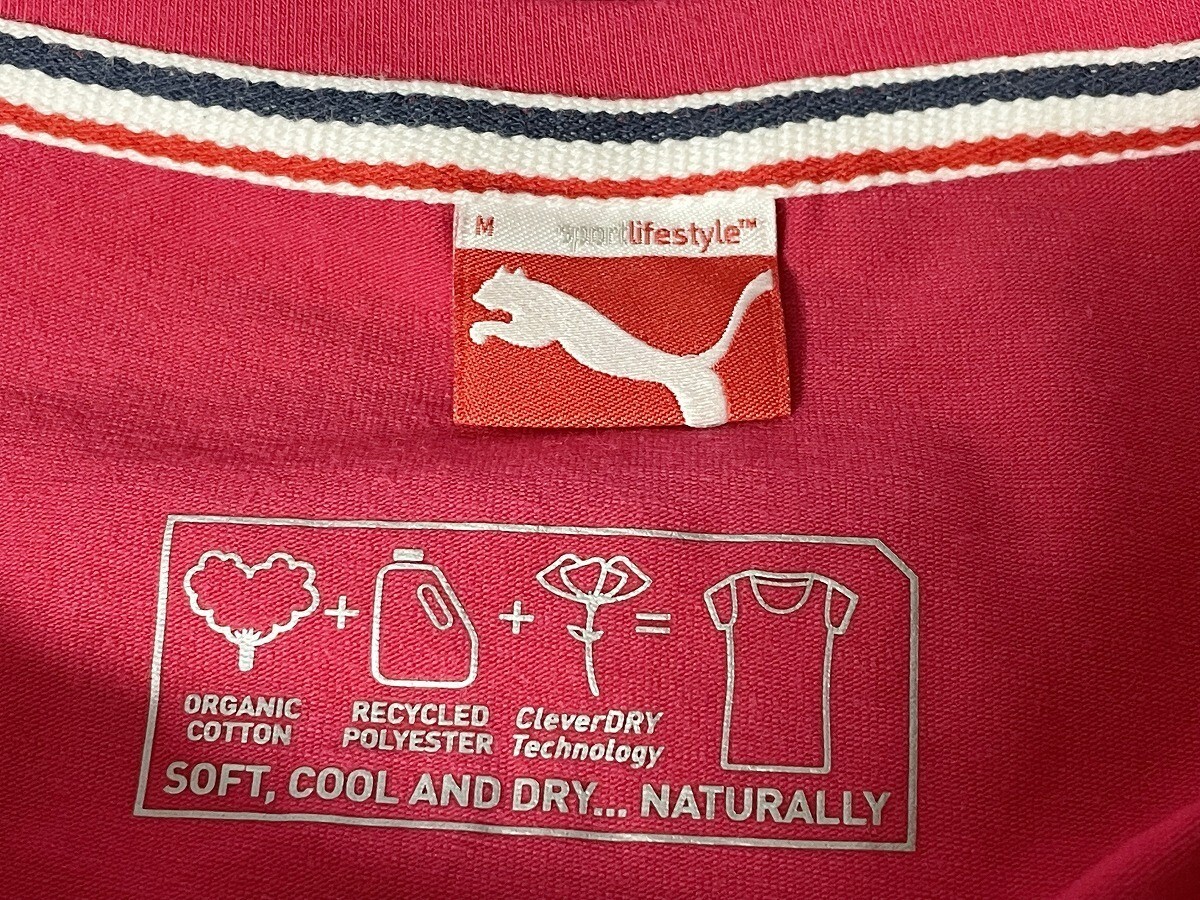 M sportlifestyle™
+ + =
ORGANIC COTTON
RECYCLED POLYESTER
CleverDRY Technology
SOFT, COOL AND DRY... NATURALLY